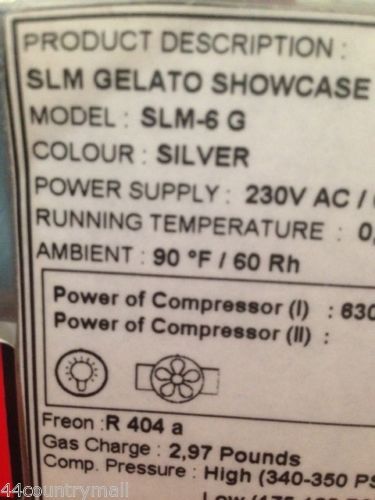 PRODUCT DESCRIPTION :
SLM GELATO SHOWCASE
MODEL : SLM-6 G
COLOUR : SILVER
POWER SUPPLY : 230V AC /
RUNNING TEMPERATURE : 0,
AMBIENT : 90 °F / 60 Rh
Power of Compressor (I) : 630
Power of Compressor (II) :
Freon :R 404 a
Gas Charge : 2,97 Pounds
Comp. Pressure : High (340-350 PS
Low
44countrymall